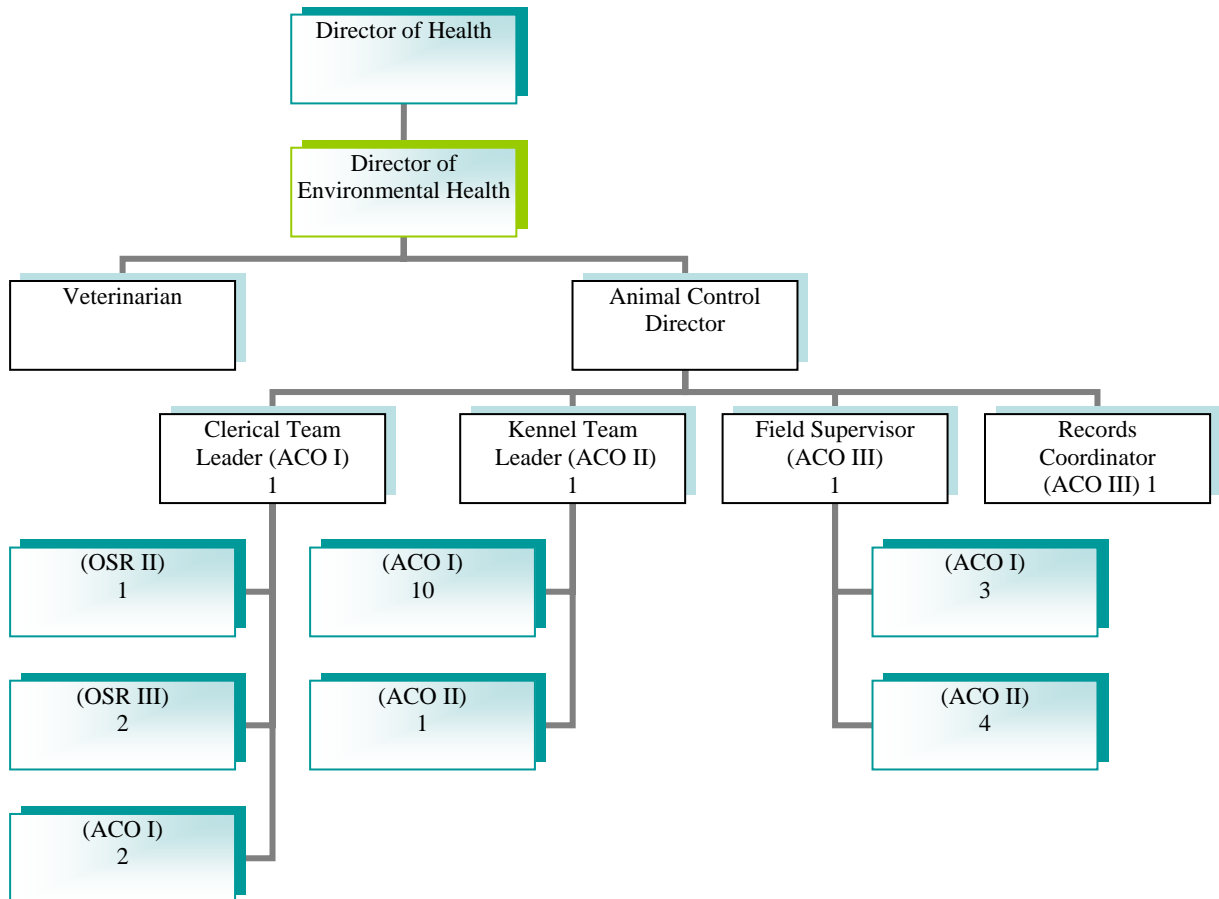 Director of Health
Director of
Environmental Health
Veterinarian
Animal Control
Director
Clerical Team
Leader (ACO I)
1
Kennel Team
Leader (ACO II)
1
Field Supervisor
(ACO III)
1
Records
Coordinator
(ACO III) 1
(OSR II)
1
(ACO I)
10
(ACO I)
3
(OSR III)
2
(ACO II)
1
(ACO II)
4
(ACO I)
2